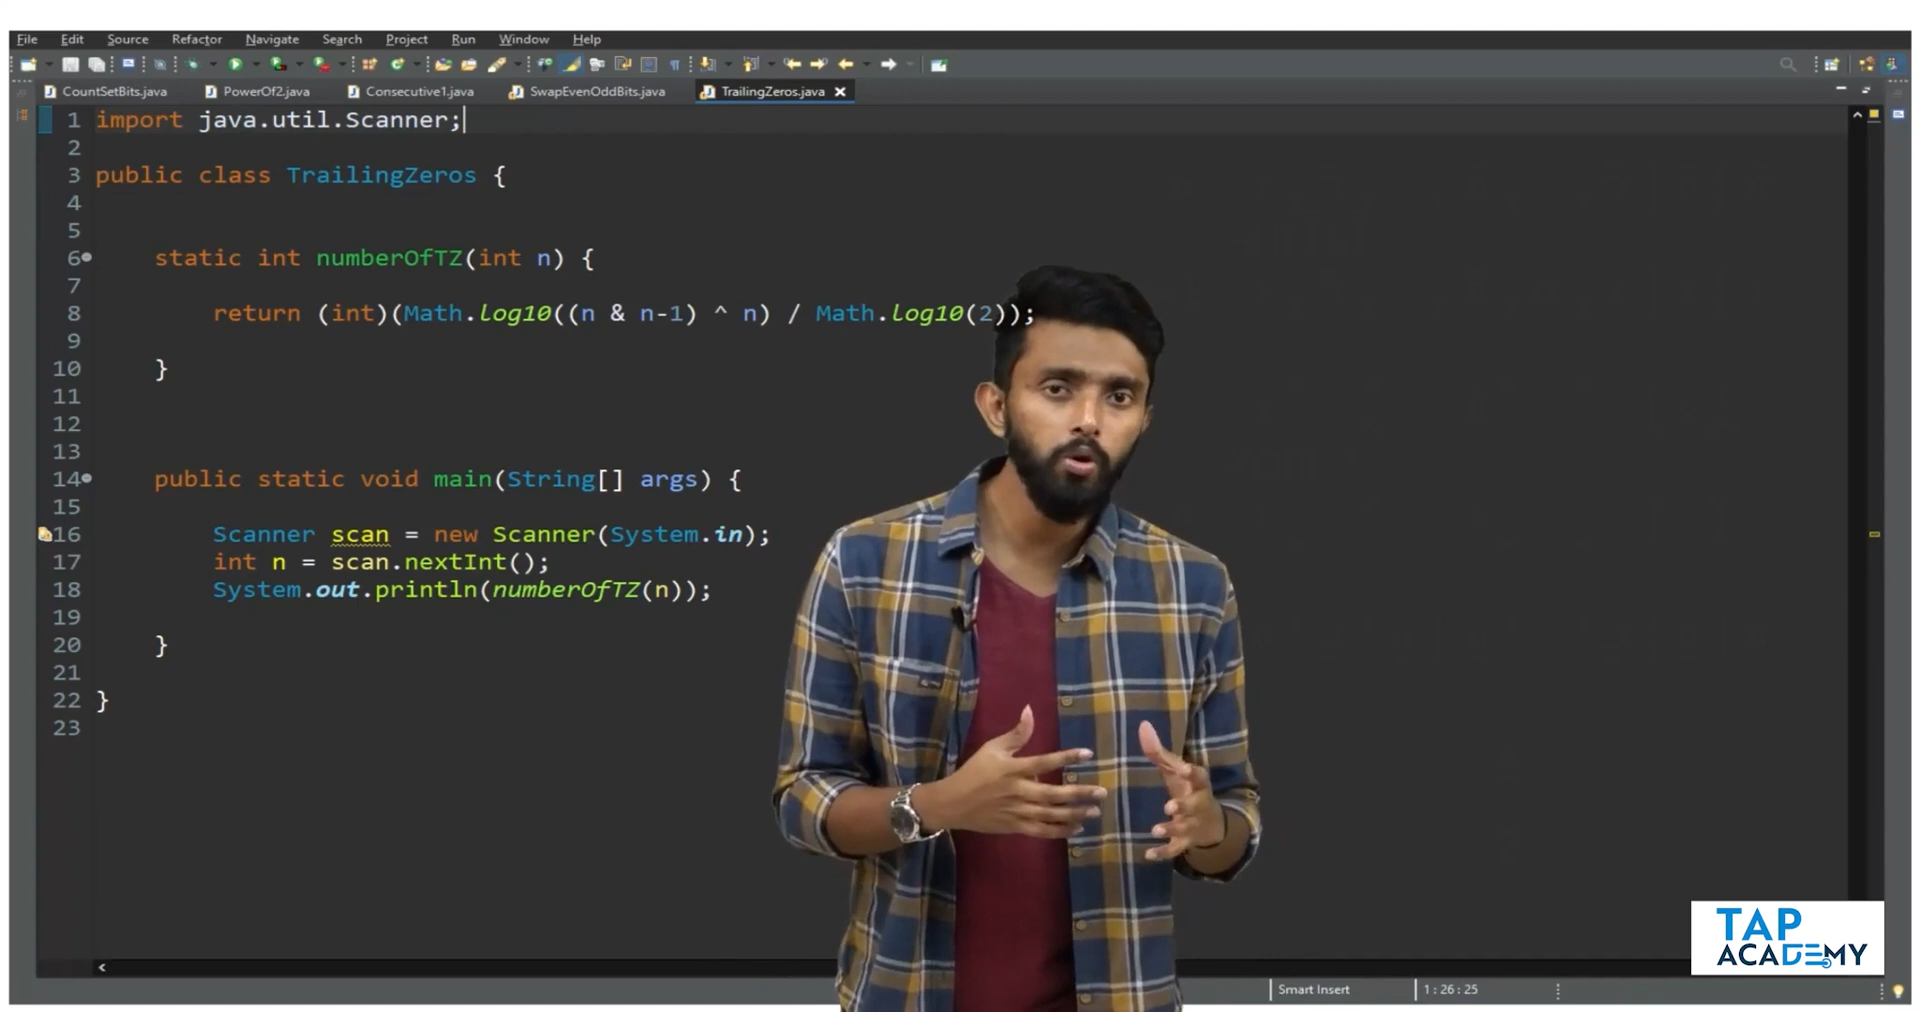 File Edit Source Refactor Navigate Search Project Run Window Help
CountSetBits.java PowerOf2.java Consecutive1.java SwapEvenOddBits.java TrailingZeros.java
1 import java.util.Scanner;
2
3 public class TrailingZeros {
4
5
6 static int numberOfTZ(int n) {
7
8 return (int)(Math.log10((n & n-1) ^ n) / Math.log10(2));
9
10 }
11
12
13
14 public static void main(String[] args) {
15
16 Scanner scan = new Scanner(System.in);
17 int n = scan.nextInt();
18 System.out.println(numberOfTZ(n));
19
20 }
21
22 }
23
TAP
ACADEMY
Smart Insert 1:26:25